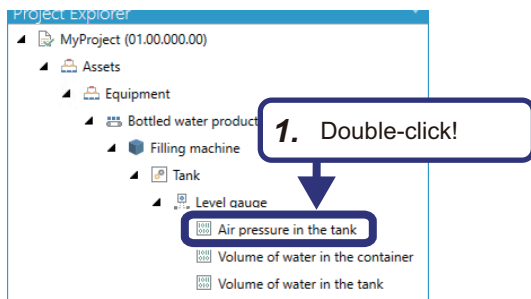 Project Explorer
MyProject (01.00.000.00)
Assets
Equipment
Bottled water product
1. Double-click!
Filling machine
Tank
Level gauge
Air pressure in the tank
Volume of water in the container
Volume of water in the tank